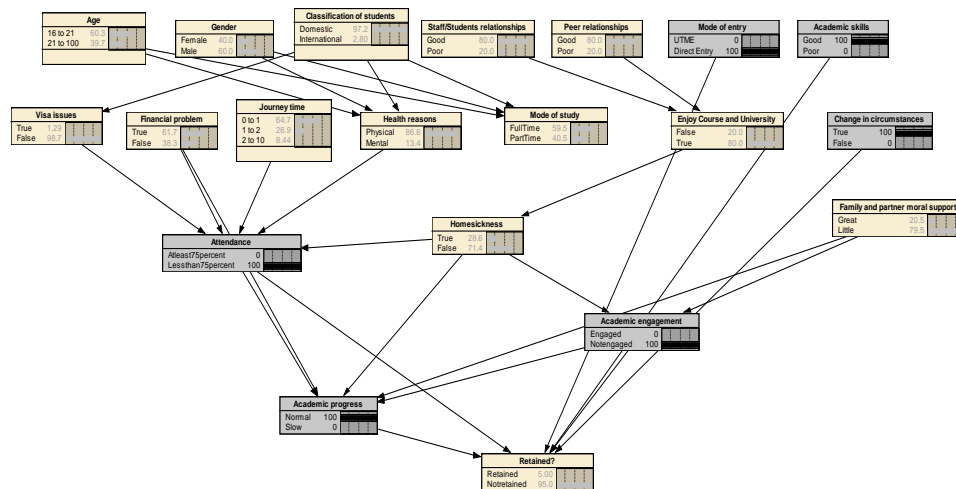 Age
16 to 21 60.3
21 to 100 39.7
Gender
Female 40.0
Male 60.0
Classification of students
Domestic 97.2
International 2.80
Staff/Students relationships
Good 80.0
Poor 20.0
Peer relationships
Good 80.0
Poor 20.0
Mode of entry
UTME 0
Direct Entry 100
Academic skills
Good 100
Poor 0
Visa issues
True 1.29
False 98.7
Financial problem
True 61.7
False 38.3
Journey time
0 to 1 64.7
1 to 2 26.9
2 to 10 8.44
Health reasons
Physical 86.6
Mental 13.4
Mode of study
FullTime 59.5
PartTime 40.5
Enjoy Course and University
False 20.0
True 80.0
Change in circumstances
True 100
False 0
Family and partner moral support
Great 20.5
Little 79.5
Homesickness
True 28.6
False 71.4
Attendance
Atleast75percent 0
Lessthan75percent 100
Academic engagement
Engaged 0
Notengaged 100
Academic progress
Normal 100
Slow 0
Retained?
Retained 5.00
Notretained 95.0